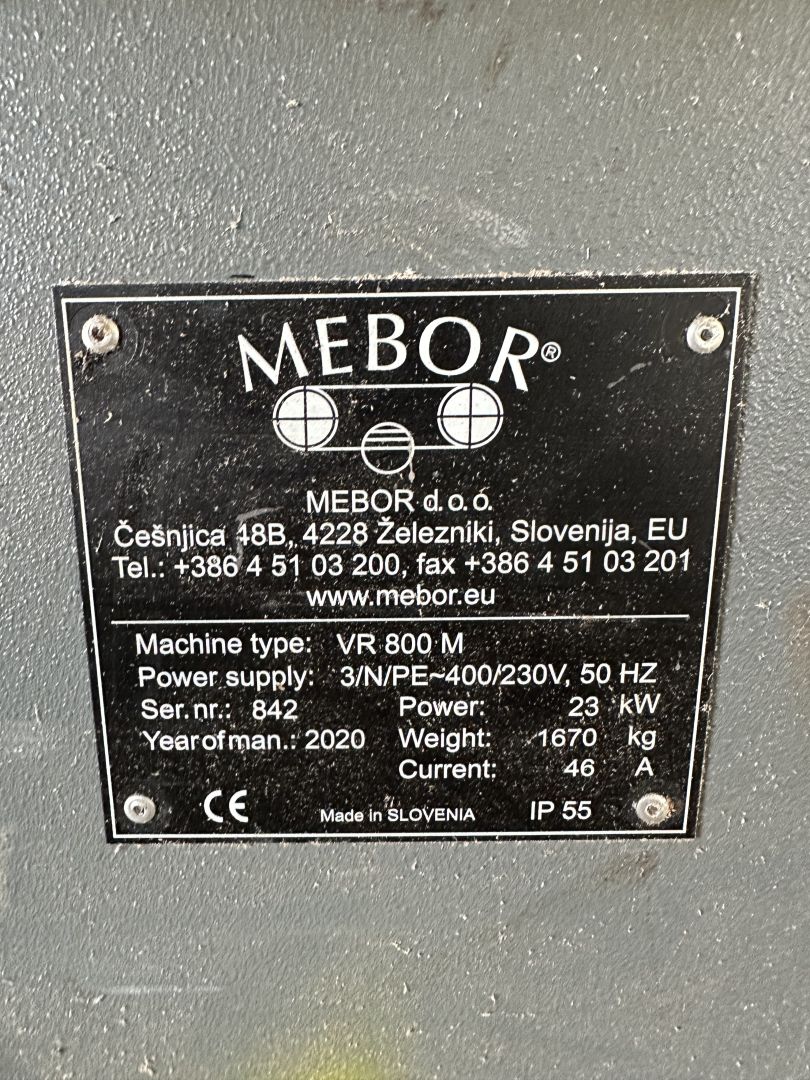 MEBOR®
MEBOR d.o.o.
Češnjica 48B, 4228 Železniki, Slovenija, EU
Tel.: +386 4 51 03 200, fax +386 4 51 03 201
www.mebor.eu
Machine type: VR 800 M
Power supply: 3/N/PE~400/230V, 50 HZ
Ser.nr.: 842 Power: 23 kW
Year of man.: 2020 Weight: 1670 kg
Current: 46 A
CE Made in SLOVENIA IP 55